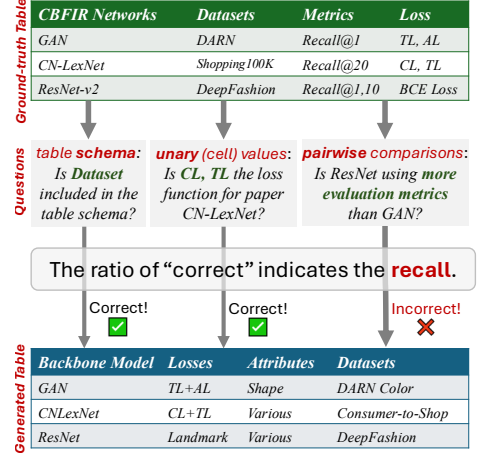 Ground-truth Table
CBFIR Networks Datasets Metrics Loss
GAN DARN Recall@1 TL, AL
CN-LexNet Shopping100K Recall@20 CL, TL
ResNet-v2 DeepFashion Recall@1,10 BCE Loss
Questions
table schema:
Is Dataset
included in the
table schema?
unary (cell) values:
Is CL, TL the loss
function for paper
CN-LexNet?
pairwise comparisons:
Is ResNet using more
evaluation metrics
than GAN?
The ratio of “correct” indicates the recall.
Correct! Correct! Incorrect!
Generated Table
Backbone Model Losses Attributes Datasets
GAN TL+AL Shape DARN Color
CNLexNet CL+TL Various Consumer-to-Shop
ResNet Landmark Various DeepFashion